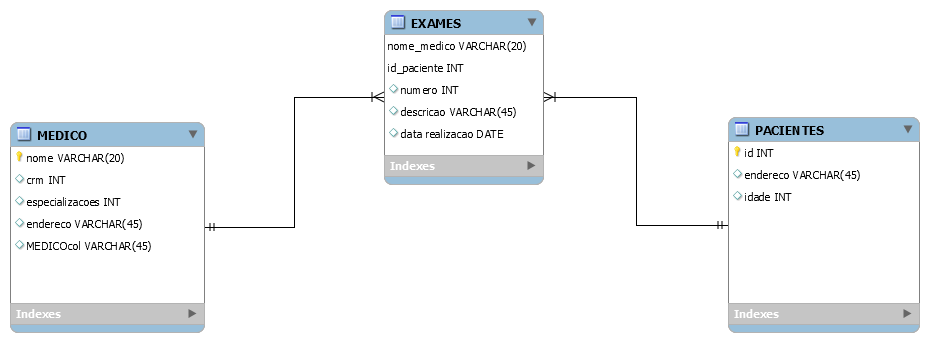 EXAMES
nome_medico VARCHAR(20)
id_paciente INT
numero INT
descricao VARCHAR(45)
data realizacao DATE
Indexes
MEDICO
nome VARCHAR(20)
crm INT
especializacoes INT
endereco VARCHAR(45)
MEDICOcol VARCHAR(45)
Indexes
PACIENTES
id INT
endereco VARCHAR(45)
idade INT
Indexes